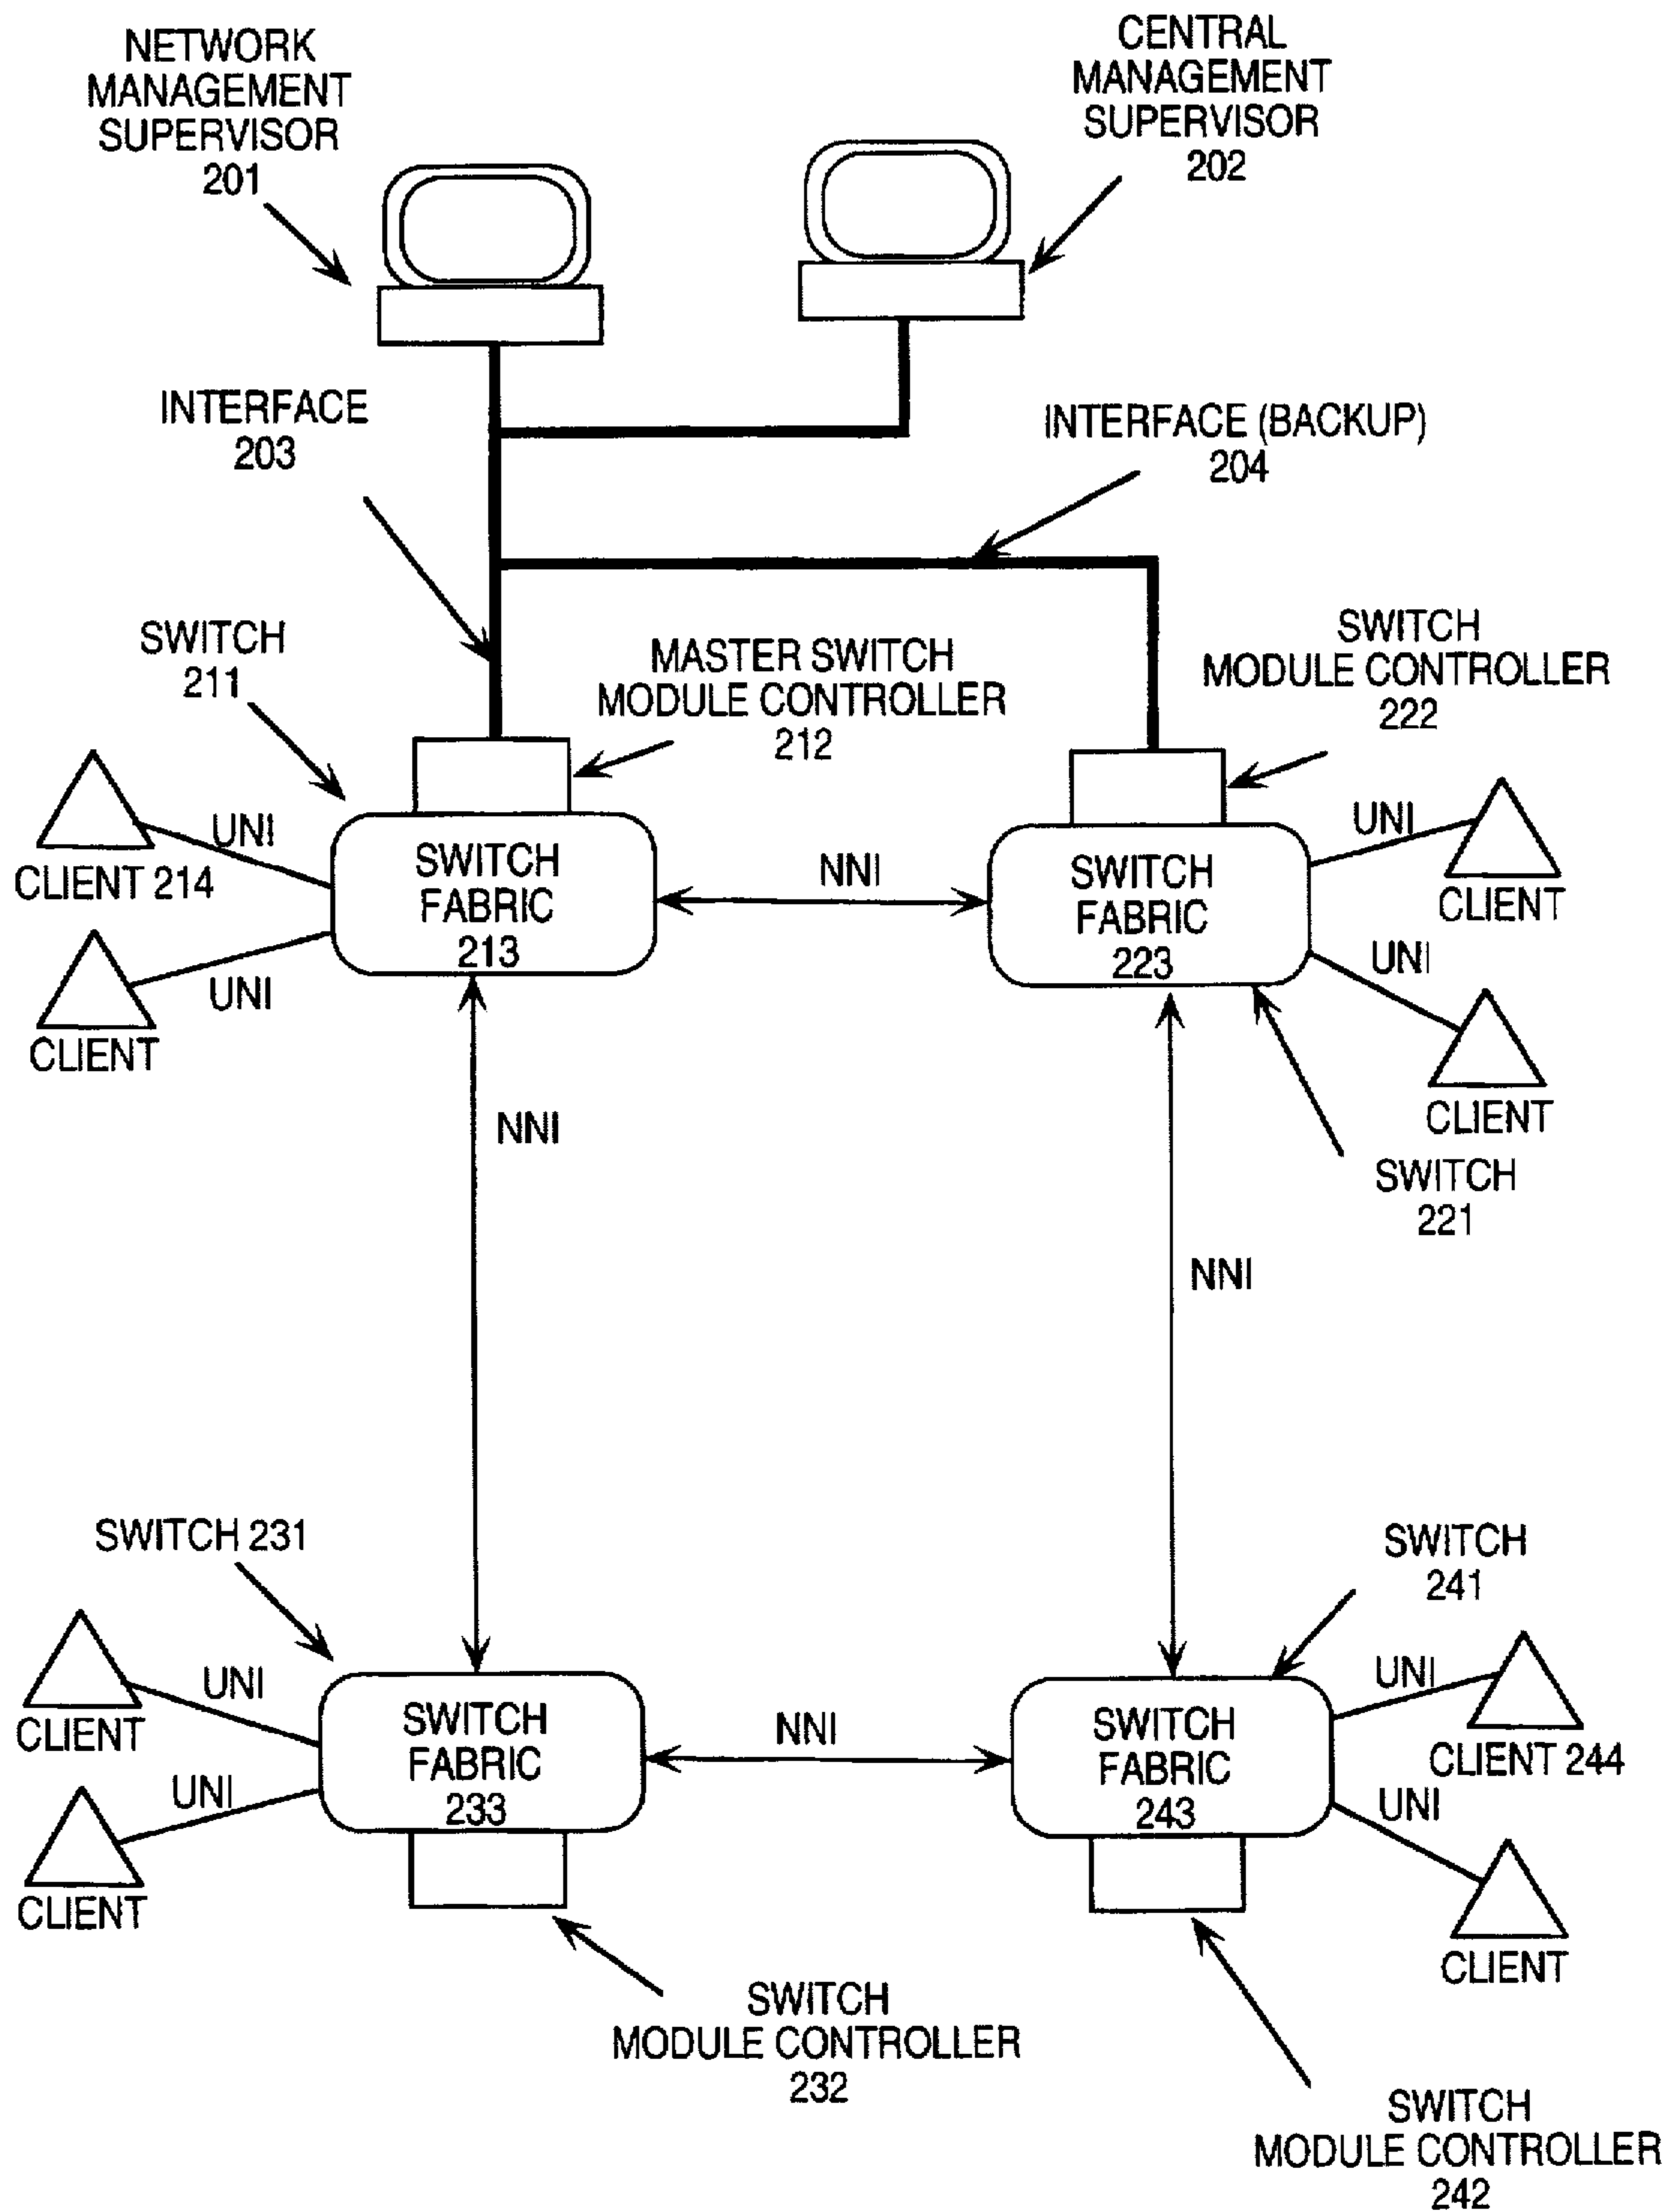 NETWORK
MANAGEMENT
SUPERVISOR
201
CENTRAL
MANAGEMENT
SUPERVISOR
202
INTERFACE
203
INTERFACE (BACKUP)
204
SWITCH
211
MASTER SWITCH
MODULE CONTROLLER
212
SWITCH
MODULE CONTROLLER
222
UNI
CLIENT 214
SWITCH
FABRIC
213
NNI
SWITCH
FABRIC
223
UNI
CLIENT
UNI
CLIENT
UNI
CLIENT
SWITCH
221
NNI
NNI
SWITCH 231
SWITCH
241
UNI
CLIENT
UNI
CLIENT
SWITCH
FABRIC
233
NNI
SWITCH
FABRIC
243
UNI
CLIENT 244
UNI
CLIENT
SWITCH
MODULE CONTROLLER
232
SWITCH
MODULE CONTROLLER
242